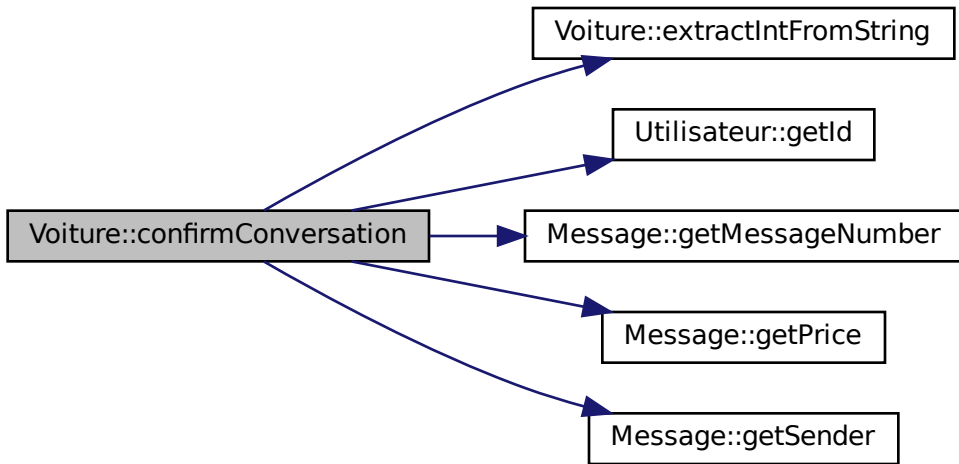 Voiture::extractIntFromString
Utilisateur::getId
Voiture::confirmConversation
Message::getMessageNumber
Message::getPrice
Message::getSender